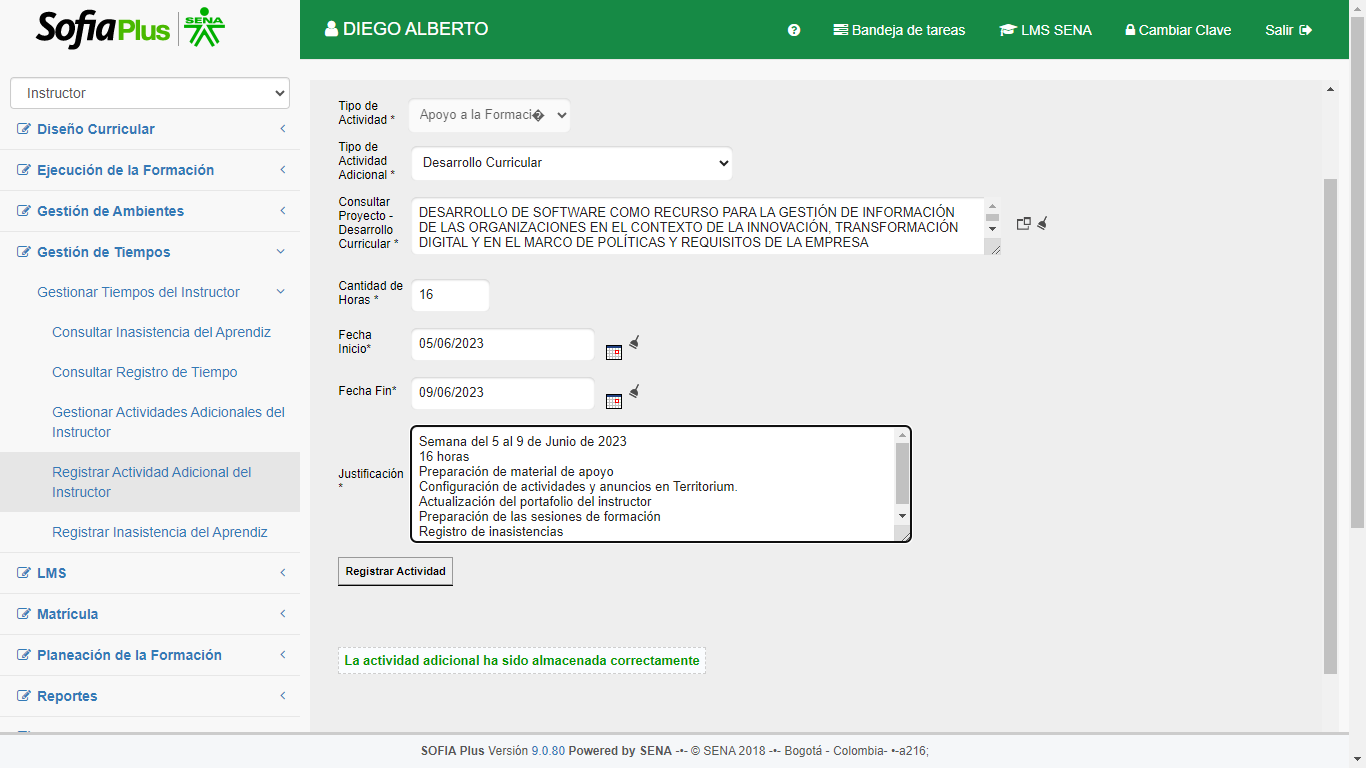 Sofia Plus SENA
DIEGO ALBERTO
Bandeja de tareas
LMS SENA
Cambiar Clave
Salir
Instructor
Diseño Curricular
Ejecución de la Formación
Gestión de Ambientes
Gestión de Tiempos
Gestionar Tiempos del Instructor
Consultar Inasistencia del Aprendiz
Consultar Registro de Tiempo
Gestionar Actividades Adicionales del
Instructor
Registrar Actividad Adicional del
Instructor
Registrar Inasistencia del Aprendiz
LMS
Matrícula
Planeación de la Formación
Reportes
Tipo de
Actividad *
Apoyo a la Formaci�
Tipo de
Actividad
Adicional *
Desarrollo Curricular
Consultar
Proyecto -
Desarrollo
Curricular *
DESARROLLO DE SOFTWARE COMO RECURSO PARA LA GESTIÓN DE INFORMACIÓN
DE LAS ORGANIZACIONES EN EL CONTEXTO DE LA INNOVACIÓN, TRANSFORMACIÓN
DIGITAL Y EN EL MARCO DE POLÍTICAS Y REQUISITOS DE LA EMPRESA
Cantidad de
Horas *
16
Fecha
Inicio*
05/06/2023
Fecha Fin*
09/06/2023
Justificación
*
Semana del 5 al 9 de Junio de 2023
16 horas
Preparación de material de apoyo
Configuración de actividades y anuncios en Territorium.
Actualización del portafolio del instructor
Preparación de las sesiones de formación
Registro de inasistencias
Registrar Actividad
La actividad adicional ha sido almacenada correctamente
SOFIA Plus Versión 9.0.80 Powered by SENA -•- © SENA 2018 -•- Bogotá - Colombia- •-a216;